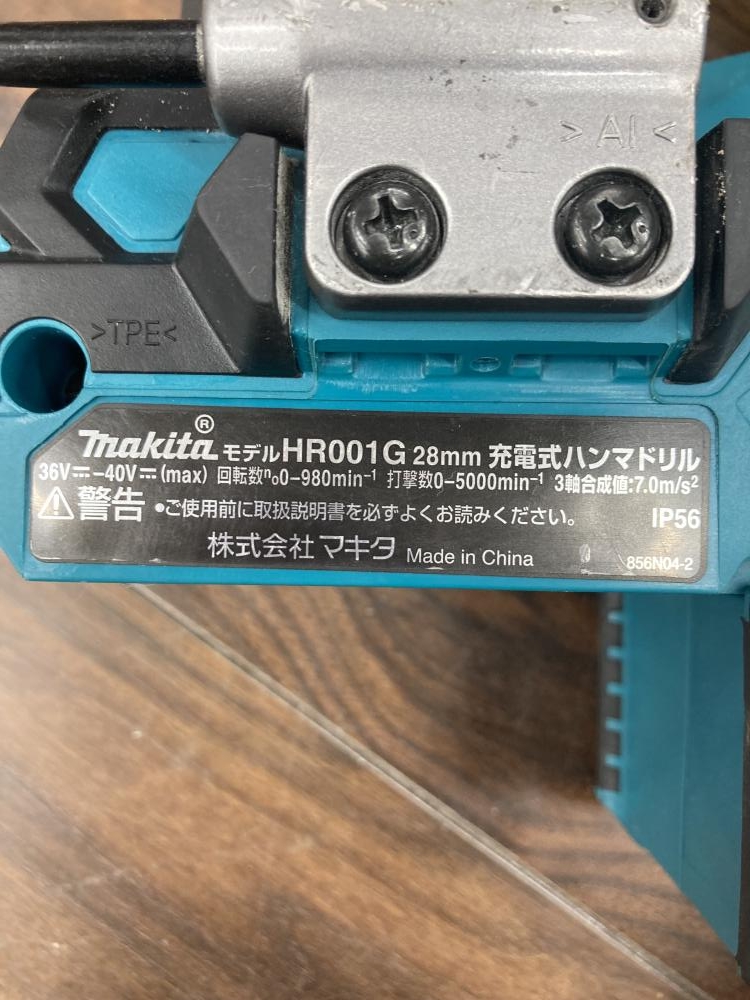 >AI<
>TPE<
makita® モデルHR001G 28mm 充電式ハンマドリル
36V⎓-40V⎓(max) 回転数n₀0-980min⁻¹ 打撃数0-5000min⁻¹ 3軸合成値:7.0m/s²
⚠警告 •ご使用前に取扱説明書を必ずよくお読みください。 IP56
株式会社マキタ Made in China 856N04-2